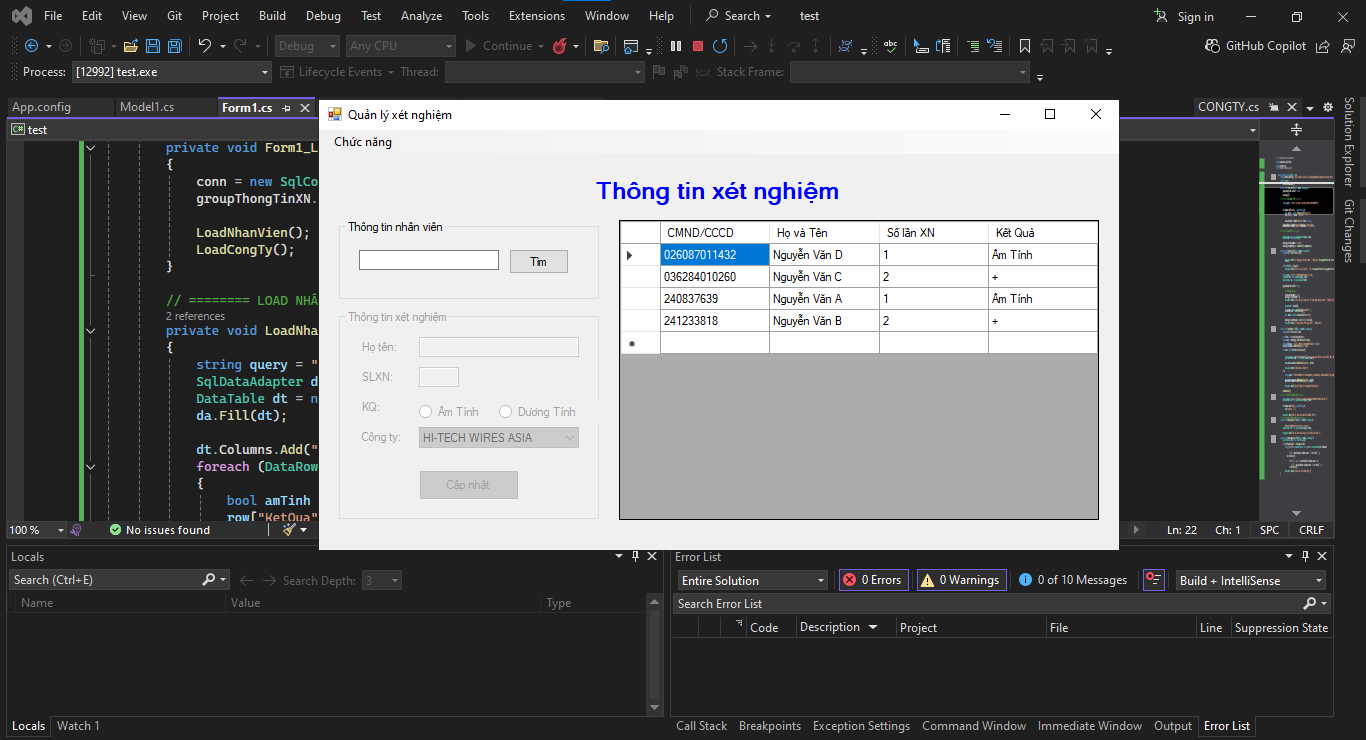 File Edit View Git Project Build Debug Test Analyze Tools Extensions Window Help Search test Sign in
Debug Any CPU Continue GitHub Copilot
Process: [12992] test.exe Lifecycle Events Thread: Stack Frame:
App.config Model1.cs Form1.cs CONGTY.cs
C# test
private void Form1_L
{
conn = new SqlCo
groupThongTinXN.
LoadNhanVien();
LoadCongTy();
}
// ======== LOAD NHÂ
2 references
private void LoadNha
{
string query = "
SqlDataAdapter d
DataTable dt = n
da.Fill(dt);
dt.Columns.Add("
foreach (DataRow
{
bool amTinh
row["KetQua"
Quản lý xét nghiệm
Chức năng
Thông tin xét nghiệm
Thông tin nhân viên
Tìm
Thông tin xét nghiệm
Họ tên:
SLXN:
KQ: Âm Tính Dương Tính
Công ty: HI-TECH WIRES ASIA
Cập nhật
CMND/CCCD Họ và Tên Số lần XN Kết Quả
026087011432 Nguyễn Văn D 1 Âm Tính
036284010260 Nguyễn Văn C 2 +
240837639 Nguyễn Văn A 1 Âm Tính
241233818 Nguyễn Văn B 2 +
Solution Explorer
Git Changes
100 % No issues found Ln: 22 Ch: 1 SPC CRLF
Locals
Search (Ctrl+E) Search Depth: 3
Name Value Type
Locals Watch 1
Error List
Entire Solution 0 Errors 0 Warnings 0 of 10 Messages Build + IntelliSense
Search Error List
Code Description Project File Line Suppression State
Call Stack Breakpoints Exception Settings Command Window Immediate Window Output Error List